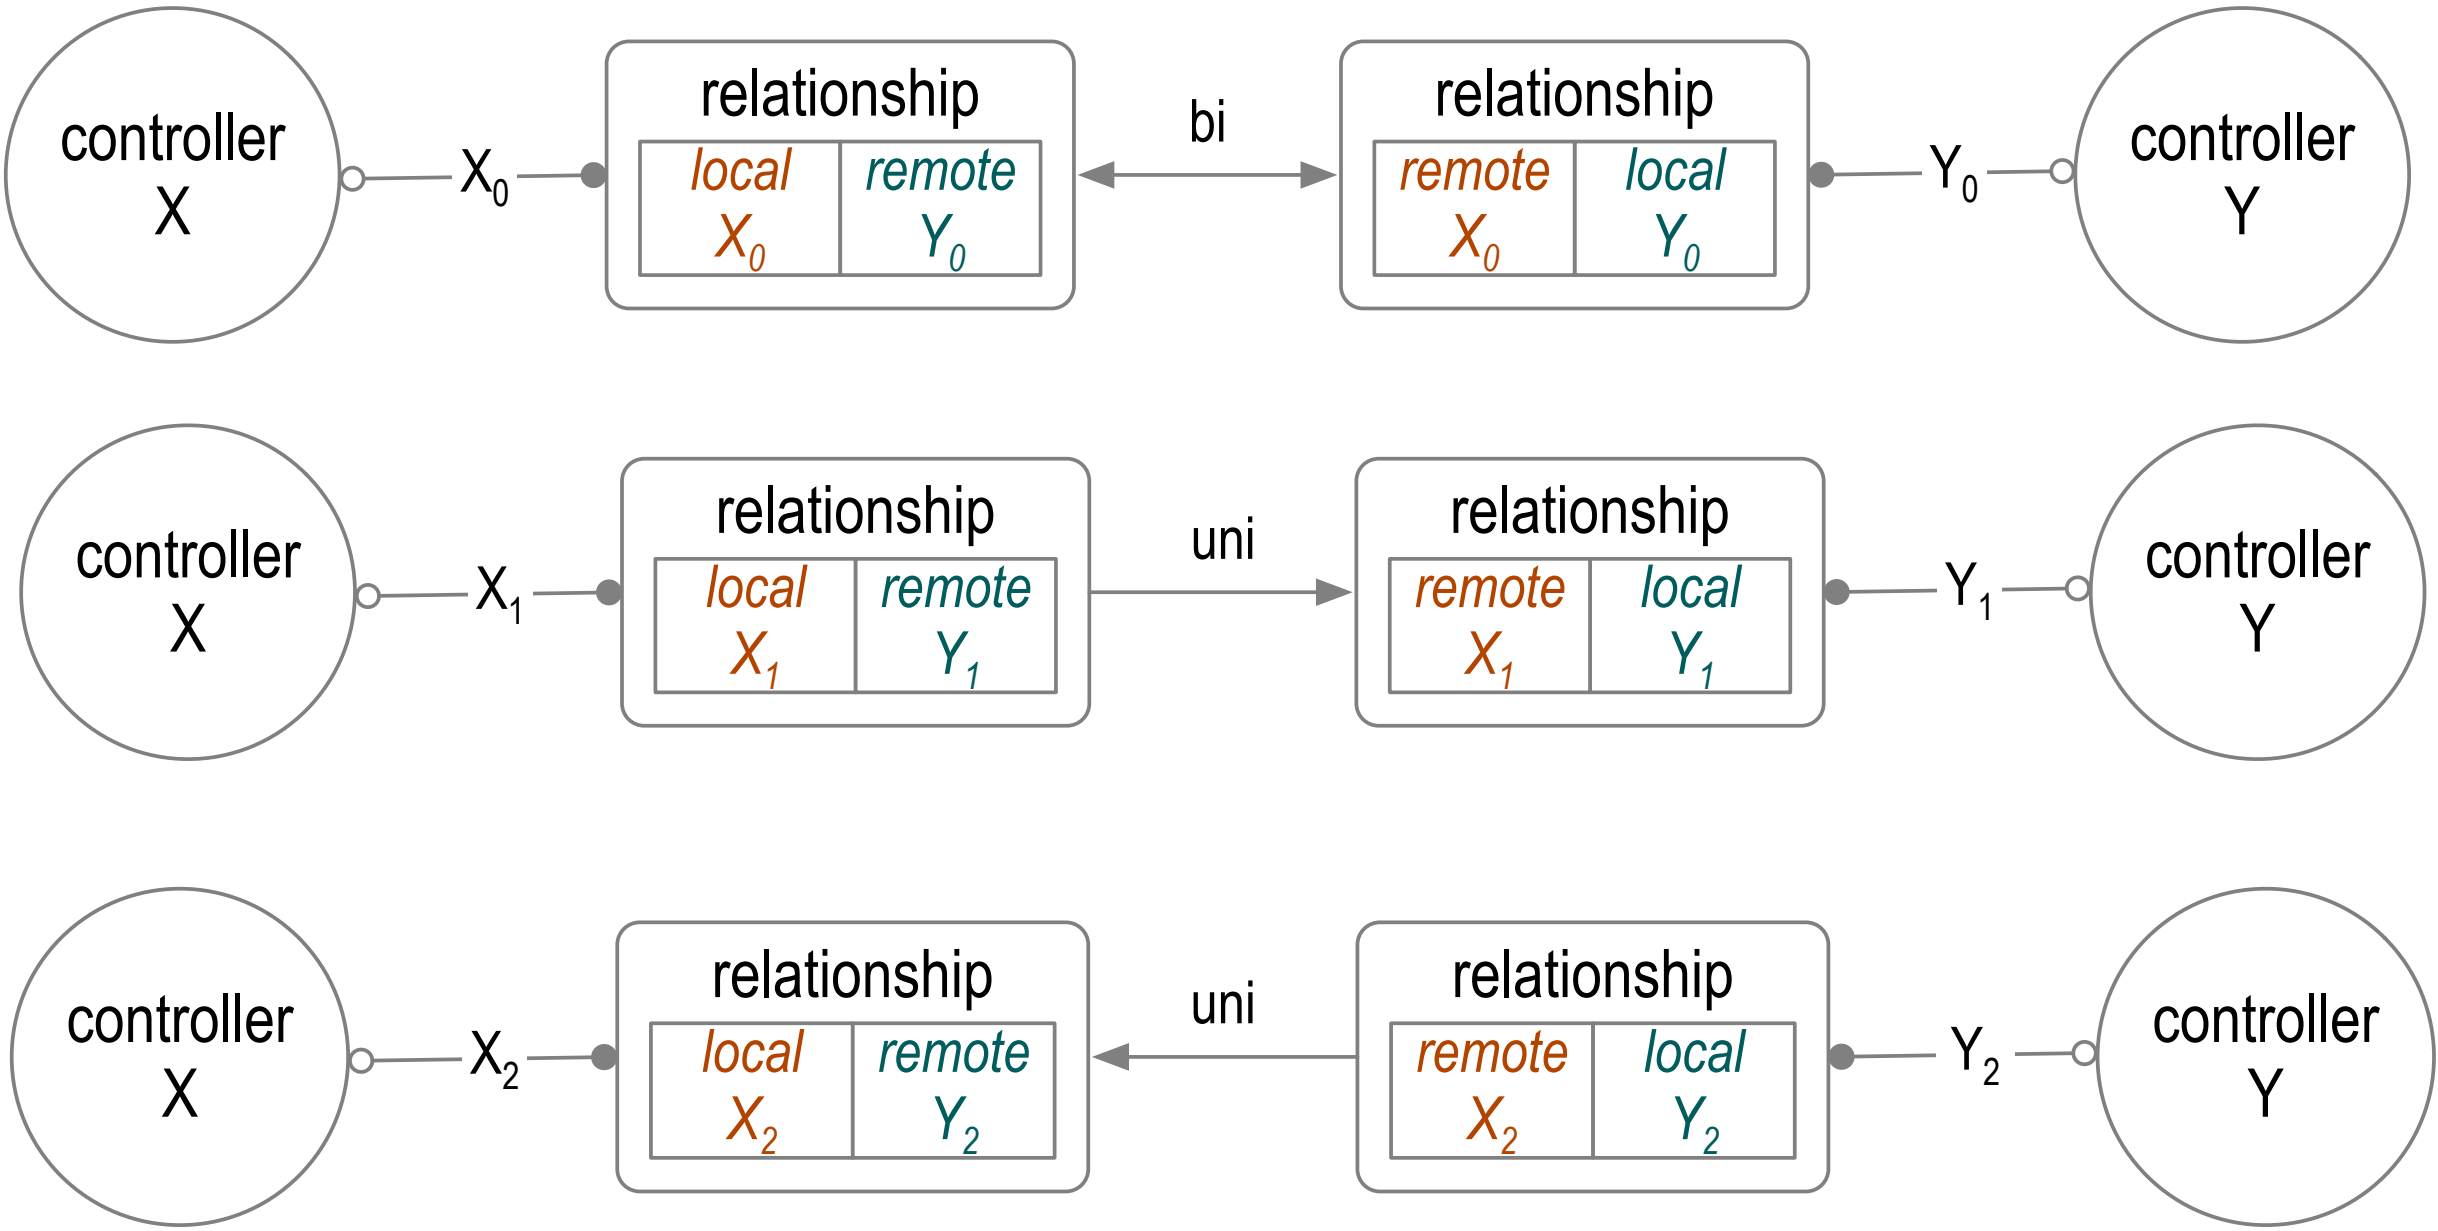 relationship
relationship
bi
controller
X
X₀
local
remote
X₀
Y₀
remote
local
X₀
Y₀
Y₀
controller
Y
relationship
relationship
uni
controller
X
X₁
local
remote
X₁
Y₁
remote
local
X₁
Y₁
Y₁
controller
Y
relationship
relationship
uni
controller
X
X₂
local
remote
X₂
Y₂
remote
local
X₂
Y₂
Y₂
controller
Y